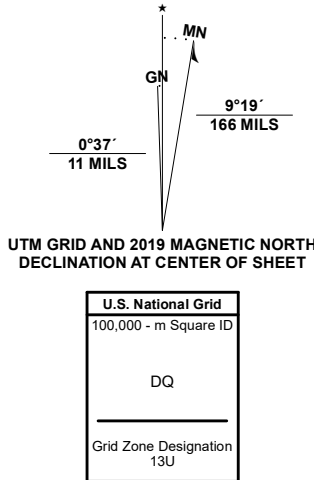 ★
MN
GN
9°19´
166 MILS
0°37´
11 MILS
UTM GRID AND 2019 MAGNETIC NORTH
DECLINATION AT CENTER OF SHEET
U.S. National Grid
100,000 - m Square ID
DQ
Grid Zone Designation
13U